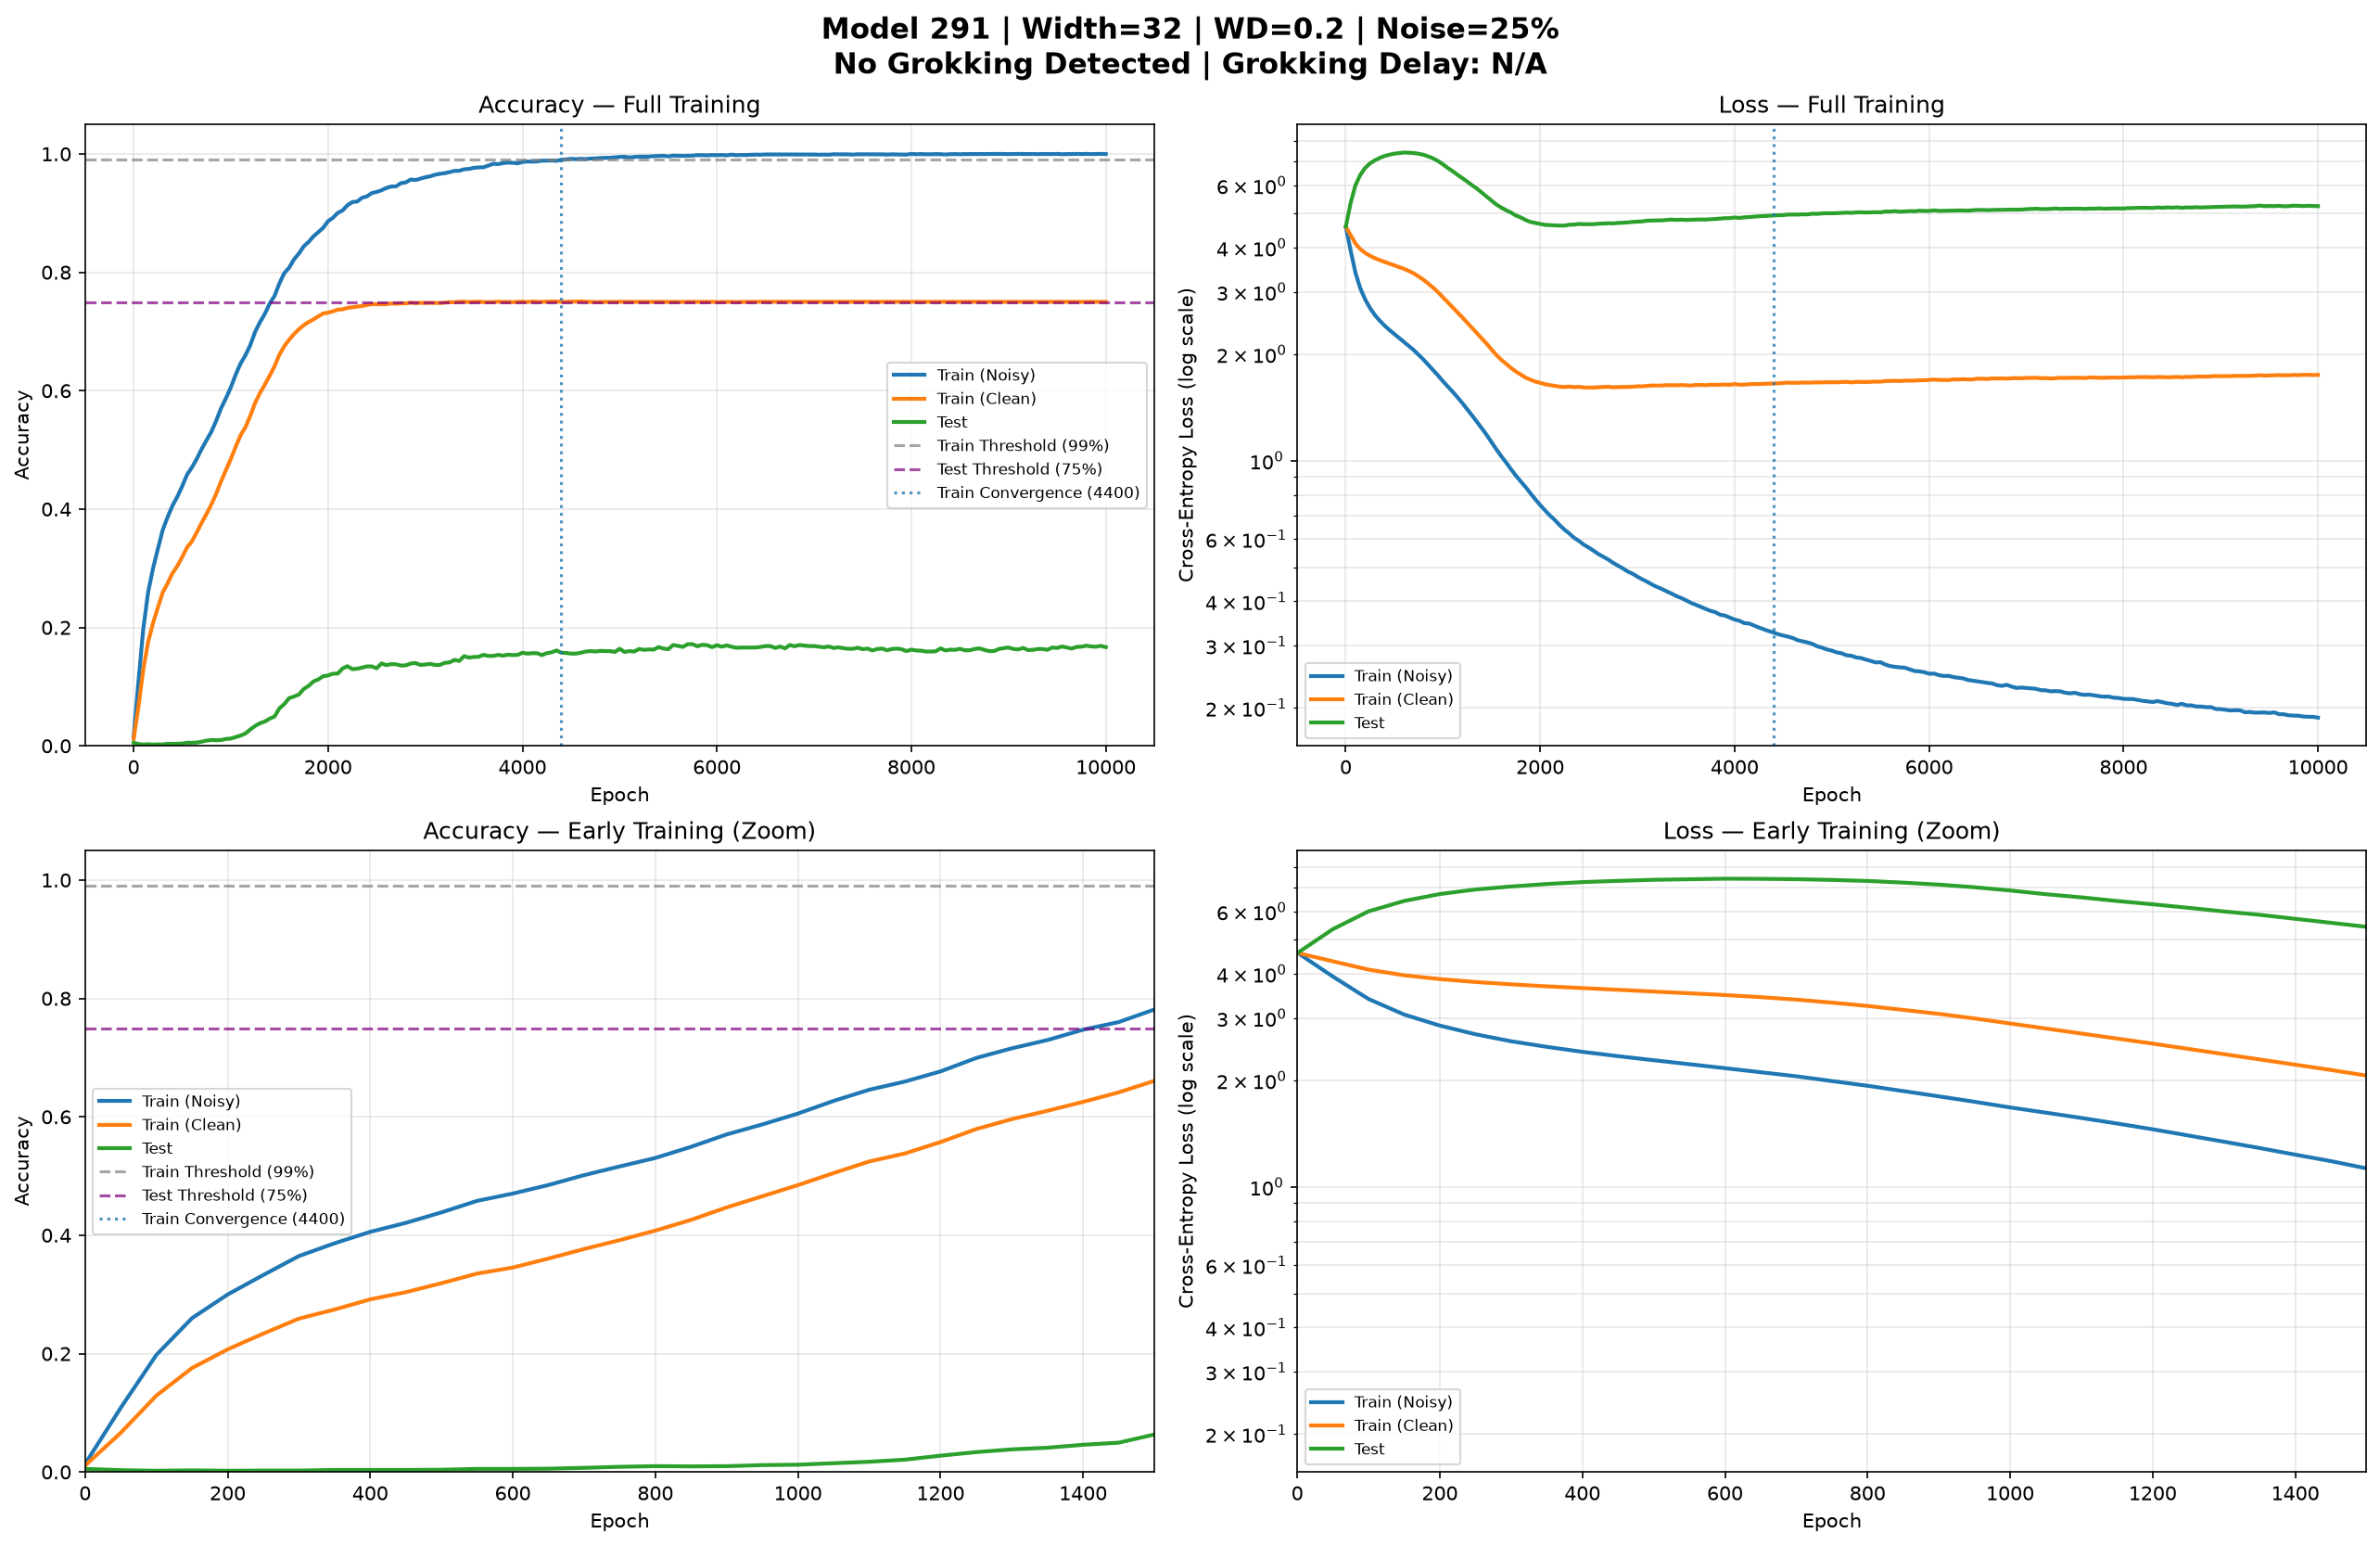 Model 291 | Width=32 | WD=0.2 | Noise=25%
No Grokking Detected | Grokking Delay: N/A
Accuracy — Full Training
1.0
0.8
0.6
0.4
0.2
0.0
Accuracy
0
2000
4000
6000
8000
10000
Epoch
Train (Noisy)
Train (Clean)
Test
Train Threshold (99%)
Test Threshold (75%)
Train Convergence (4400)
Loss — Full Training
6 × 10⁰
4 × 10⁰
3 × 10⁰
2 × 10⁰
10⁰
6 × 10⁻¹
4 × 10⁻¹
3 × 10⁻¹
2 × 10⁻¹
Cross-Entropy Loss (log scale)
0
2000
4000
6000
8000
10000
Epoch
Train (Noisy)
Train (Clean)
Test
Accuracy — Early Training (Zoom)
1.0
0.8
0.6
0.4
0.2
0.0
Accuracy
0
200
400
600
800
1000
1200
1400
Epoch
Train (Noisy)
Train (Clean)
Test
Train Threshold (99%)
Test Threshold (75%)
Train Convergence (4400)
Loss — Early Training (Zoom)
6 × 10⁰
4 × 10⁰
3 × 10⁰
2 × 10⁰
10⁰
6 × 10⁻¹
4 × 10⁻¹
3 × 10⁻¹
2 × 10⁻¹
Cross-Entropy Loss (log scale)
0
200
400
600
800
1000
1200
1400
Epoch
Train (Noisy)
Train (Clean)
Test